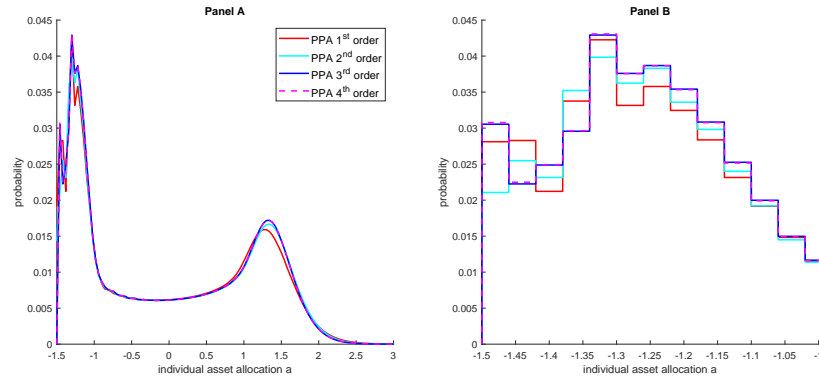 Panel A
0.045
0.04
0.035
0.03
0.025
0.02
0.015
0.01
0.005
0
probability
-1.5 -1 -0.5 0 0.5 1 1.5 2 2.5 3
individual asset allocation a
PPA 1st order
PPA 2nd order
PPA 3rd order
PPA 4th order
Panel B
0.045
0.04
0.035
0.03
0.025
0.02
0.015
0.01
0.005
0
probability
-1.5 -1.45 -1.4 -1.35 -1.3 -1.25 -1.2 -1.15 -1.1 -1.05
individual asset allocation a